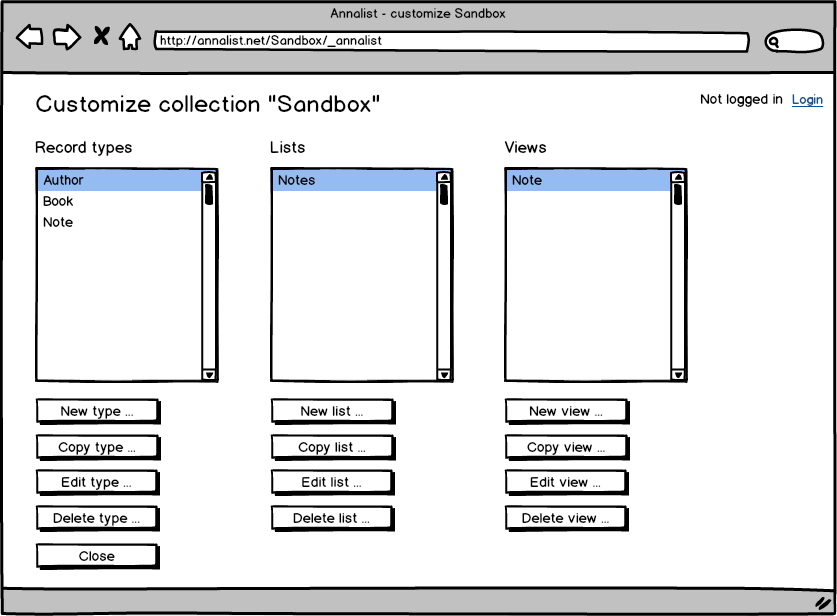 Annalist - customize Sandbox
http://annalist.net/Sandbox/_annalist
Customize collection "Sandbox"
Not logged in Login
Record types
Lists
Views
Author
Book
Note
Notes
Note
New type ...
New list ...
New view ...
Copy type ...
Copy list ...
Copy view ...
Edit type ...
Edit list ...
Edit view ...
Delete type ...
Delete list ...
Delete view ...
Close